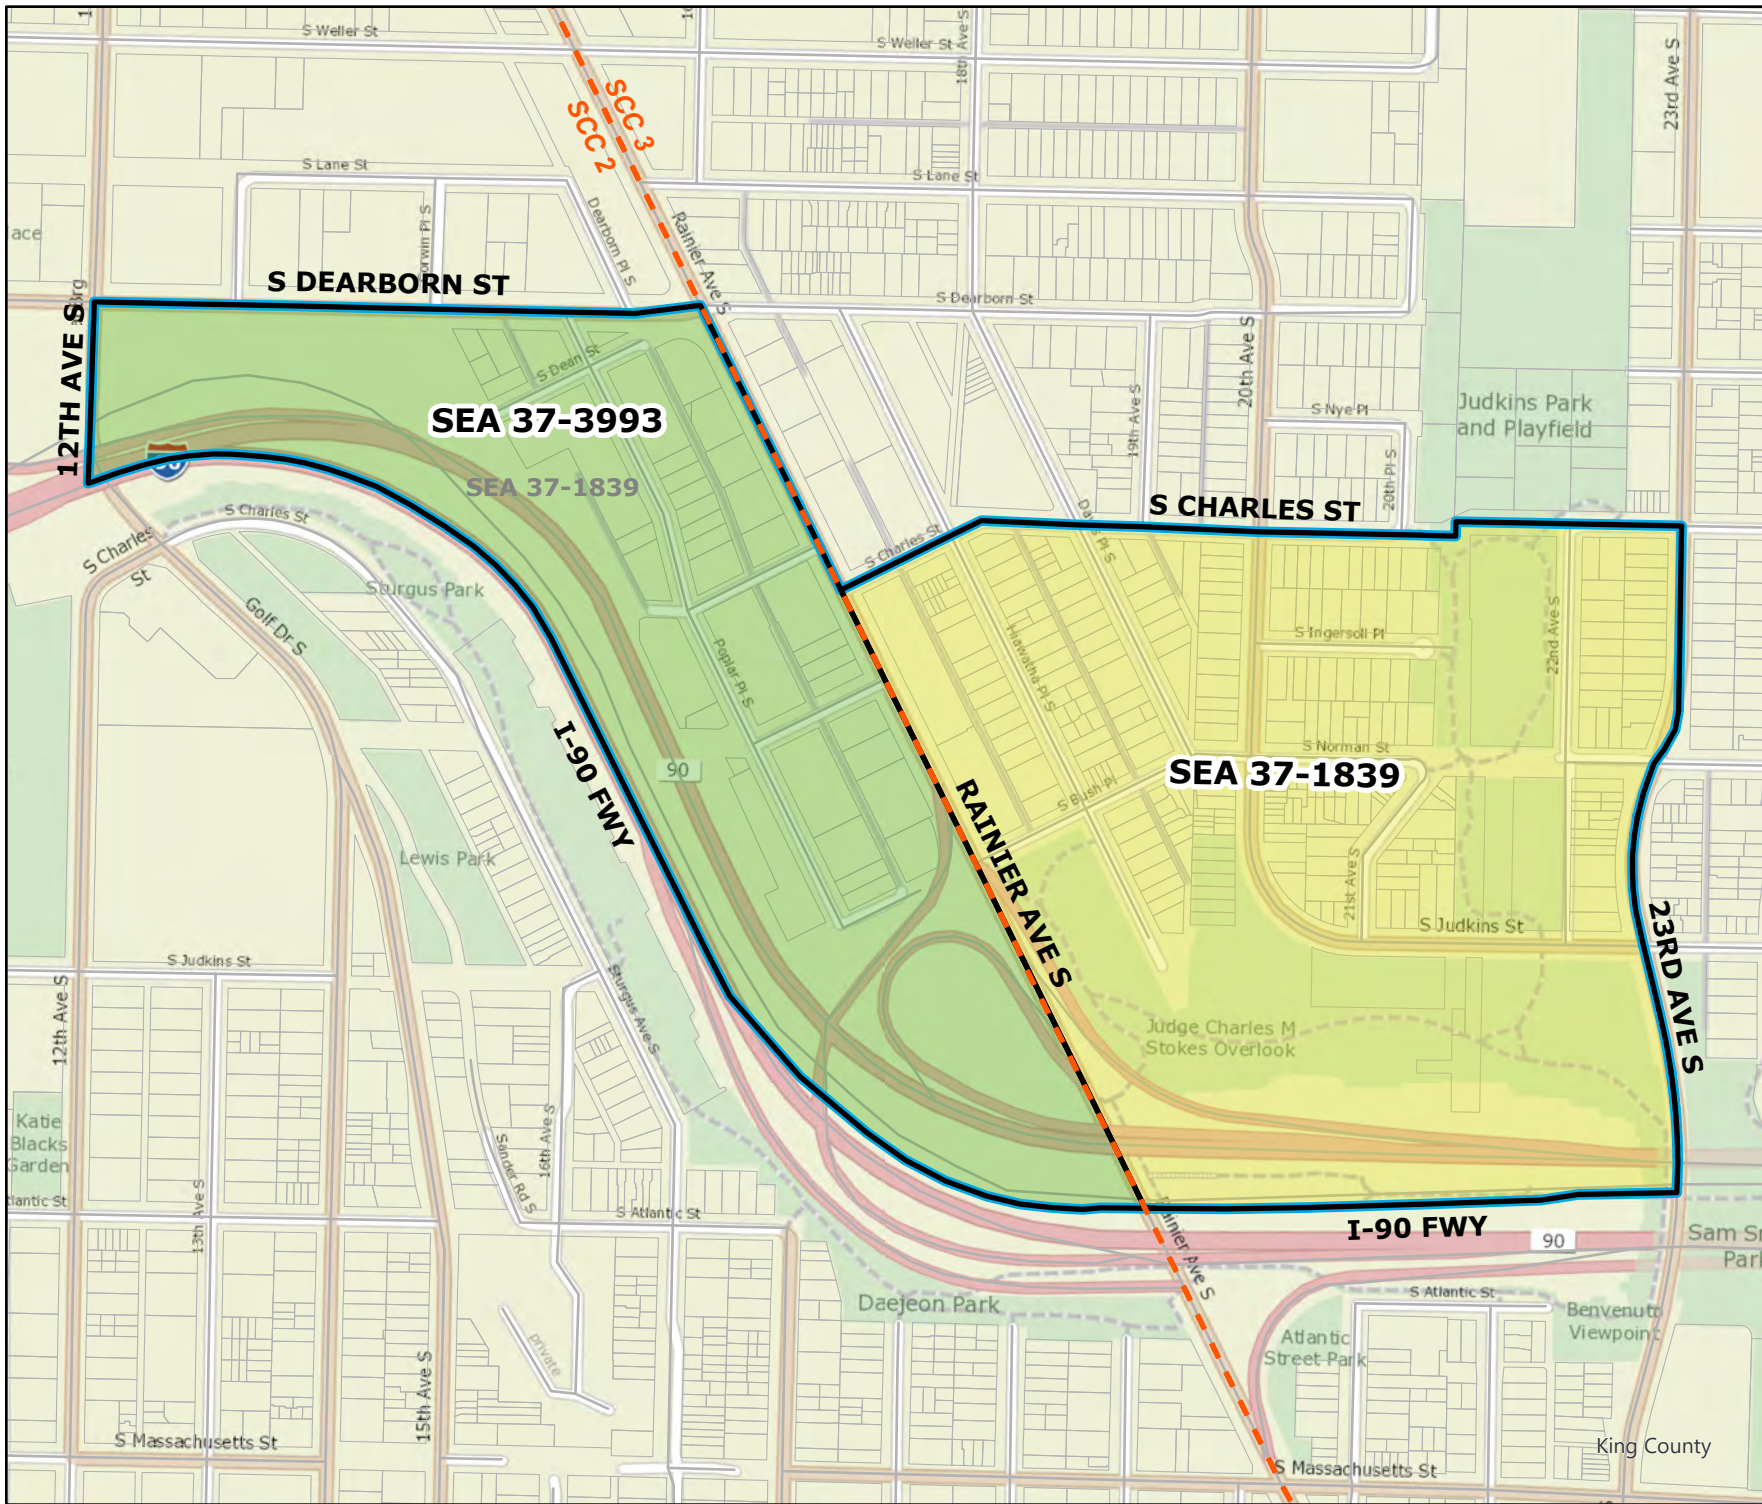 S Weller St
S Weller St
18th Ave S
23rd Ave S
SCC 3
SCC 2
S Lane St
S Lane St
Dearborn Pl S
Rainier Ave S
S DEARBORN ST
S Dearborn St
12TH AVE S
20th Ave S
19th Ave S
S Nye Pl
20th Pl S
Judkins Park
and Playfield
S Dean St
SEA 37-3993
SEA 37-1839
S CHARLES ST
S Charles St
S Charles
St
S Charles St
Sturgus Park
Golf Dr S
Poplar Pl S
Hiawatha Pl S
S Ingersoll Pl
22nd Ave S
S Norman St
SEA 37-1839
S Bush Pl
I-90 FWY
90
RAINIER AVE S
Lewis Park
21st Ave S
S Judkins St
23RD AVE S
S Judkins St
12th Ave S
Sturgus Ave S
Judge Charles M
Stokes Overlook
Katie
Blacks
Garden
16th Ave S
Sander Rd S
13th Ave S
S Atlantic St
Rainier Ave S
I-90 FWY
90
Daejeon Park
S Atlantic St
Benvenuto
Viewpoint
Atlantic
Street Park
private
15th Ave S
S Massachusetts St
S Massachusetts St
King County